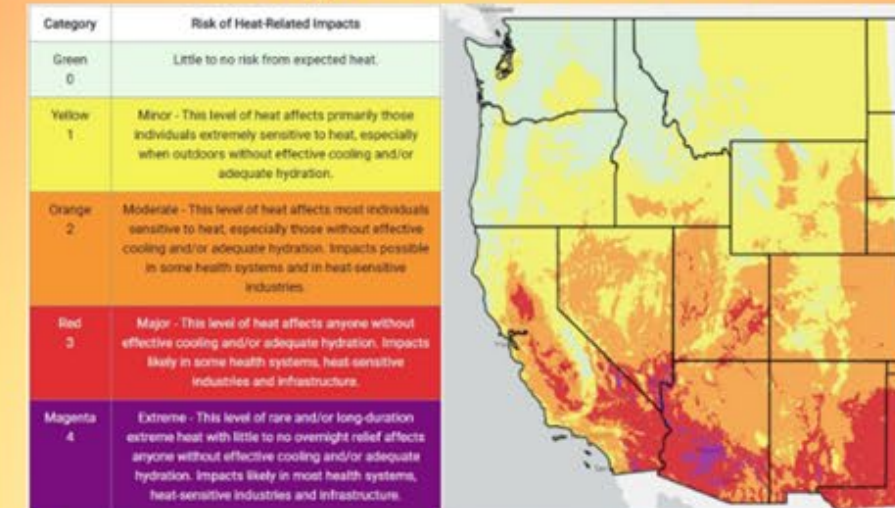 Category
Risk of Heat-Related Impacts
Green
0
Little to no risk from expected heat.
Yellow
1
Minor - This level of heat affects primarily those
individuals extremely sensitive to heat, especially
when outdoors without effective cooling and/or
adequate hydration.
Orange
2
Moderate - This level of heat affects most individuals
sensitive to heat, especially those without effective
cooling and/or adequate hydration. Impacts possible
in some health systems and in heat-sensitive
industries.
Red
3
Major - This level of heat affects anyone without
effective cooling and/or adequate hydration. Impacts
likely in some health systems, heat-sensitive
industries and infrastructure.
Magenta
4
Extreme - This level of rare and/or long-duration
extreme heat with little to no overnight relief affects
anyone without effective cooling and/or adequate
hydration. Impacts likely in most health systems,
heat-sensitive industries and infrastructure.